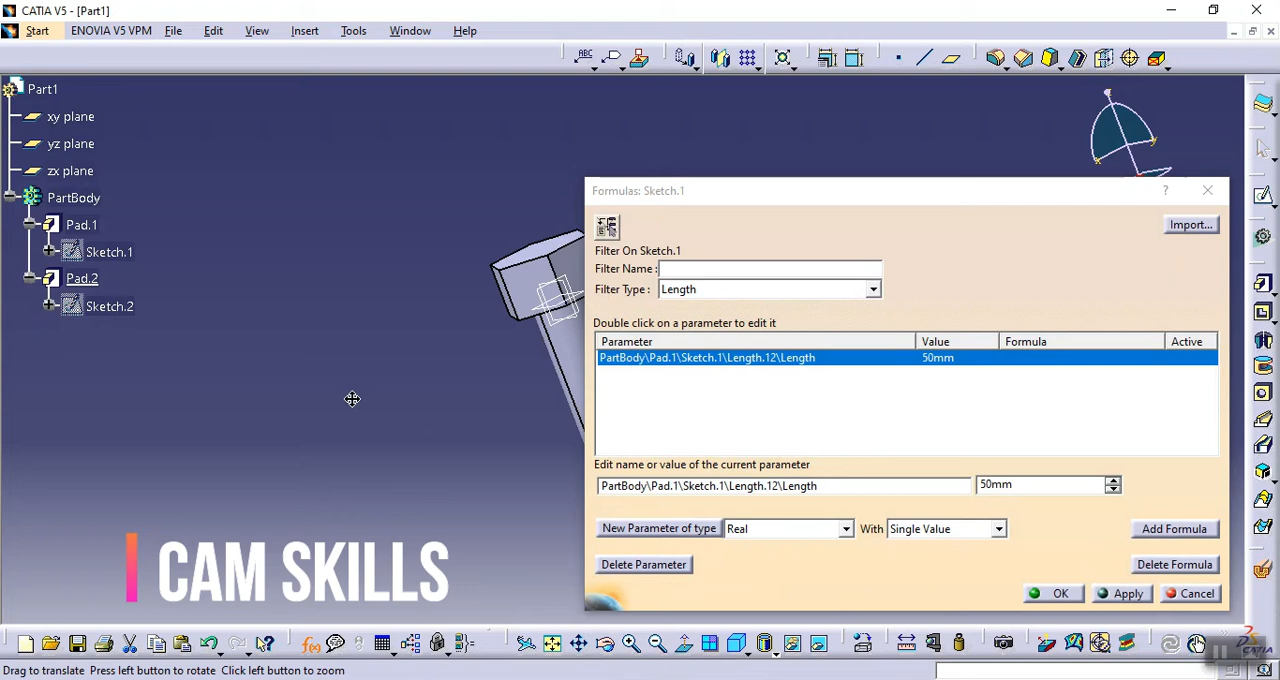 CATIA V5 - [Part1]
Start ENOVIA V5 VPM File Edit View Insert Tools Window Help
ABC
Part1
xy plane
yz plane
zx plane
PartBody
Pad.1
Sketch.1
Pad.2
Sketch.2
Formulas: Sketch.1 ?
Import...
Filter On Sketch.1
Filter Name :
Filter Type : Length
Double click on a parameter to edit it
Parameter Value Formula Active
PartBody\Pad.1\Sketch.1\Length.12\Length 50mm
Edit name or value of the current parameter
PartBody\Pad.1\Sketch.1\Length.12\Length 50mm
New Parameter of type Real With Single Value Add Formula
Delete Parameter Delete Formula
OK Apply Cancel
CAM SKILLS
f(x)
CATIA
Drag to translate Press left button to rotate Click left button to zoom